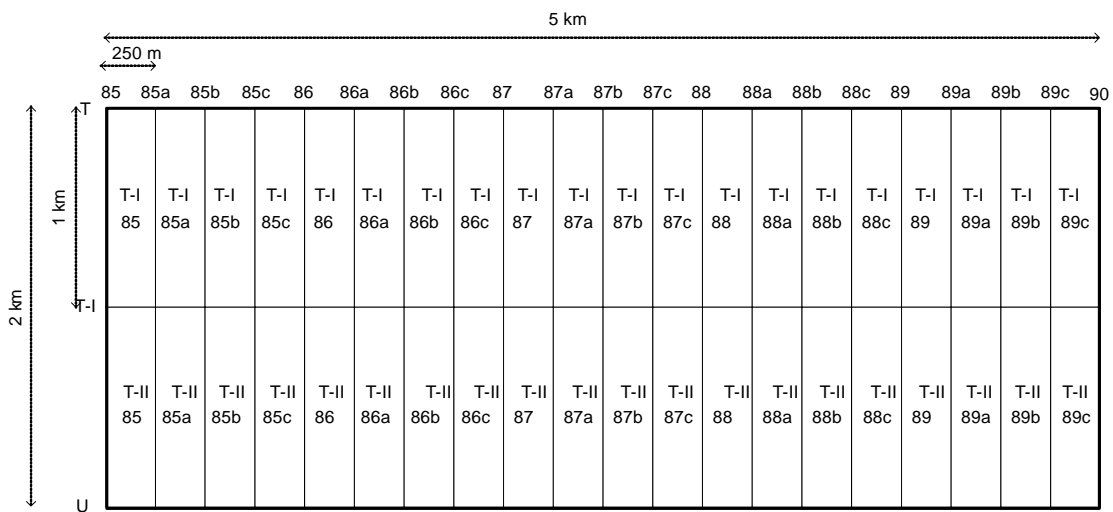 5 km
250 m
85 85a 85b 85c 86 86a 86b 86c 87 87a 87b 87c 88 88a 88b 88c 89 89a 89b 89c 90
T
1 km
T-I T-I T-I T-I T-I T-I T-I T-I T-I T-I T-I T-I T-I T-I T-I T-I T-I T-I T-I T-I
85 85a 85b 85c 86 86a 86b 86c 87 87a 87b 87c 88 88a 88b 88c 89 89a 89b 89c
2 km
T-I
T-II T-II T-II T-II T-II T-II T-II T-II T-II T-II T-II T-II T-II T-II T-II T-II T-II T-II T-II T-II
85 85a 85b 85c 86 86a 86b 86c 87 87a 87b 87c 88 88a 88b 88c 89 89a 89b 89c
U